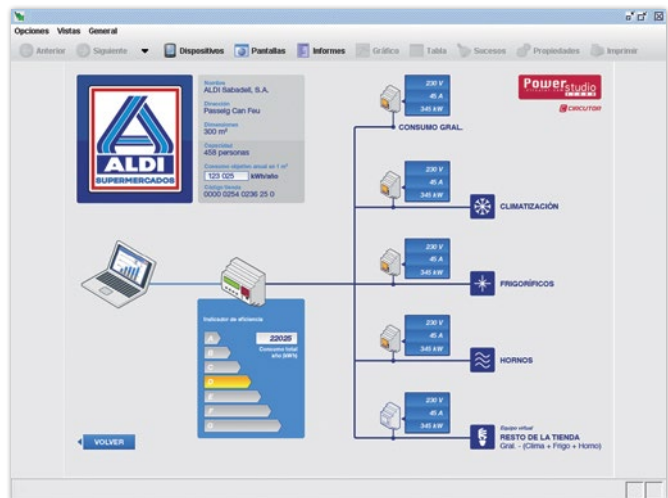 Opciones Vistas General
Anterior Siguiente Dispositivos Pantallas Informes Gráfico Tabla Sucesos Propiedades Imprimir
ALDI
SUPERMERCADOS
Nombre
ALDI Sabadell, S.A.
Dirección
Passeig Can Feu
Dimensiones
300 m²
Capacidad
458 personas
Consumo objetivo anual en 1 m²
123 025 kWh/año
Código tienda
0000 0254 0236 25 0
Power studio
CIRCUTOR
230 V
45 A
345 kW
CONSUMO GRAL.
230 V
45 A
345 kW
CLIMATIZACIÓN
230 V
45 A
345 kW
FRIGORÍFICOS
230 V
45 A
345 kW
HORNOS
230 V
45 A
345 kW
Equipo virtual
RESTO DE LA TIENDA
Gral. - (Clima + Frigo + Horno)
Indicador de eficiencia
22025
Consumo total
año (kWh)
A
B
C
D
E
F
G
VOLVER